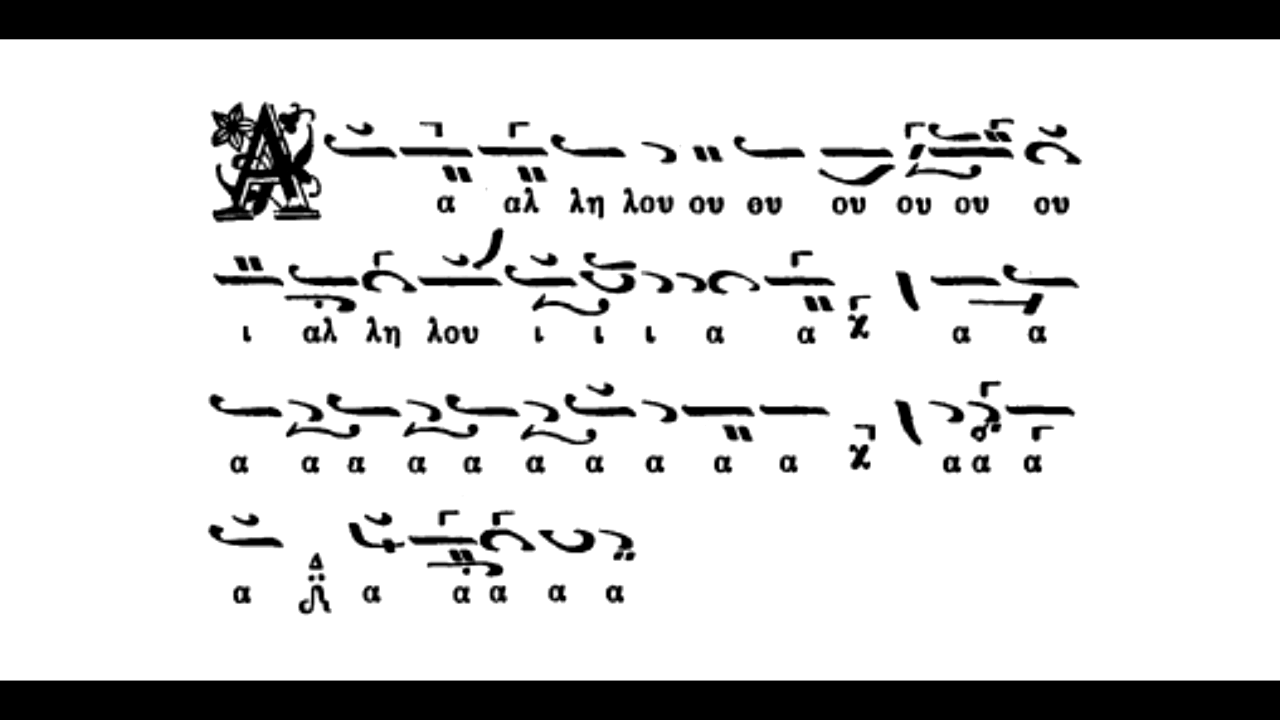 Α α αλ λη λου ου ου ου ου ου ου
ι αλ λη λου ι ι ι α α χ α α
α α α α α α α α α α χ α α α
α Δ α α α α α